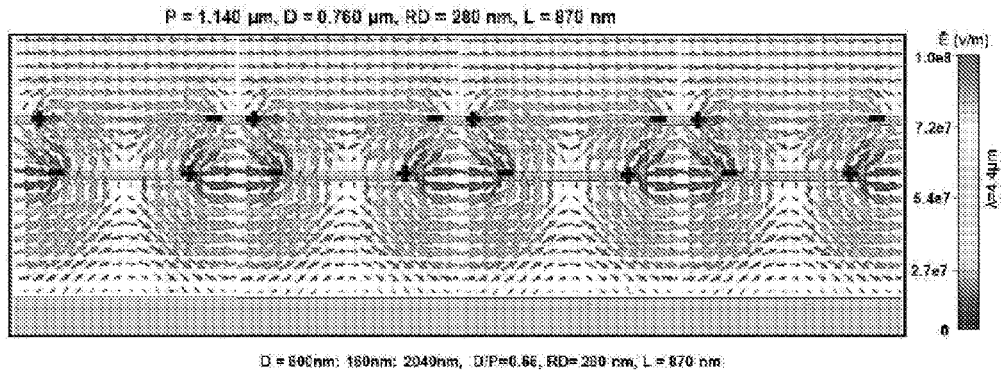 P = 1.140 µm, D = 0.760 µm, RD = 280 nm, L = 870 nm
E (v/m)
1.0e8
7.2e7
5.4e7
2.7e7
0
λ=4 µm
D = 600nm: 160nm: 2040nm, D/P=0.66, RD= 280 nm, L = 870 nm